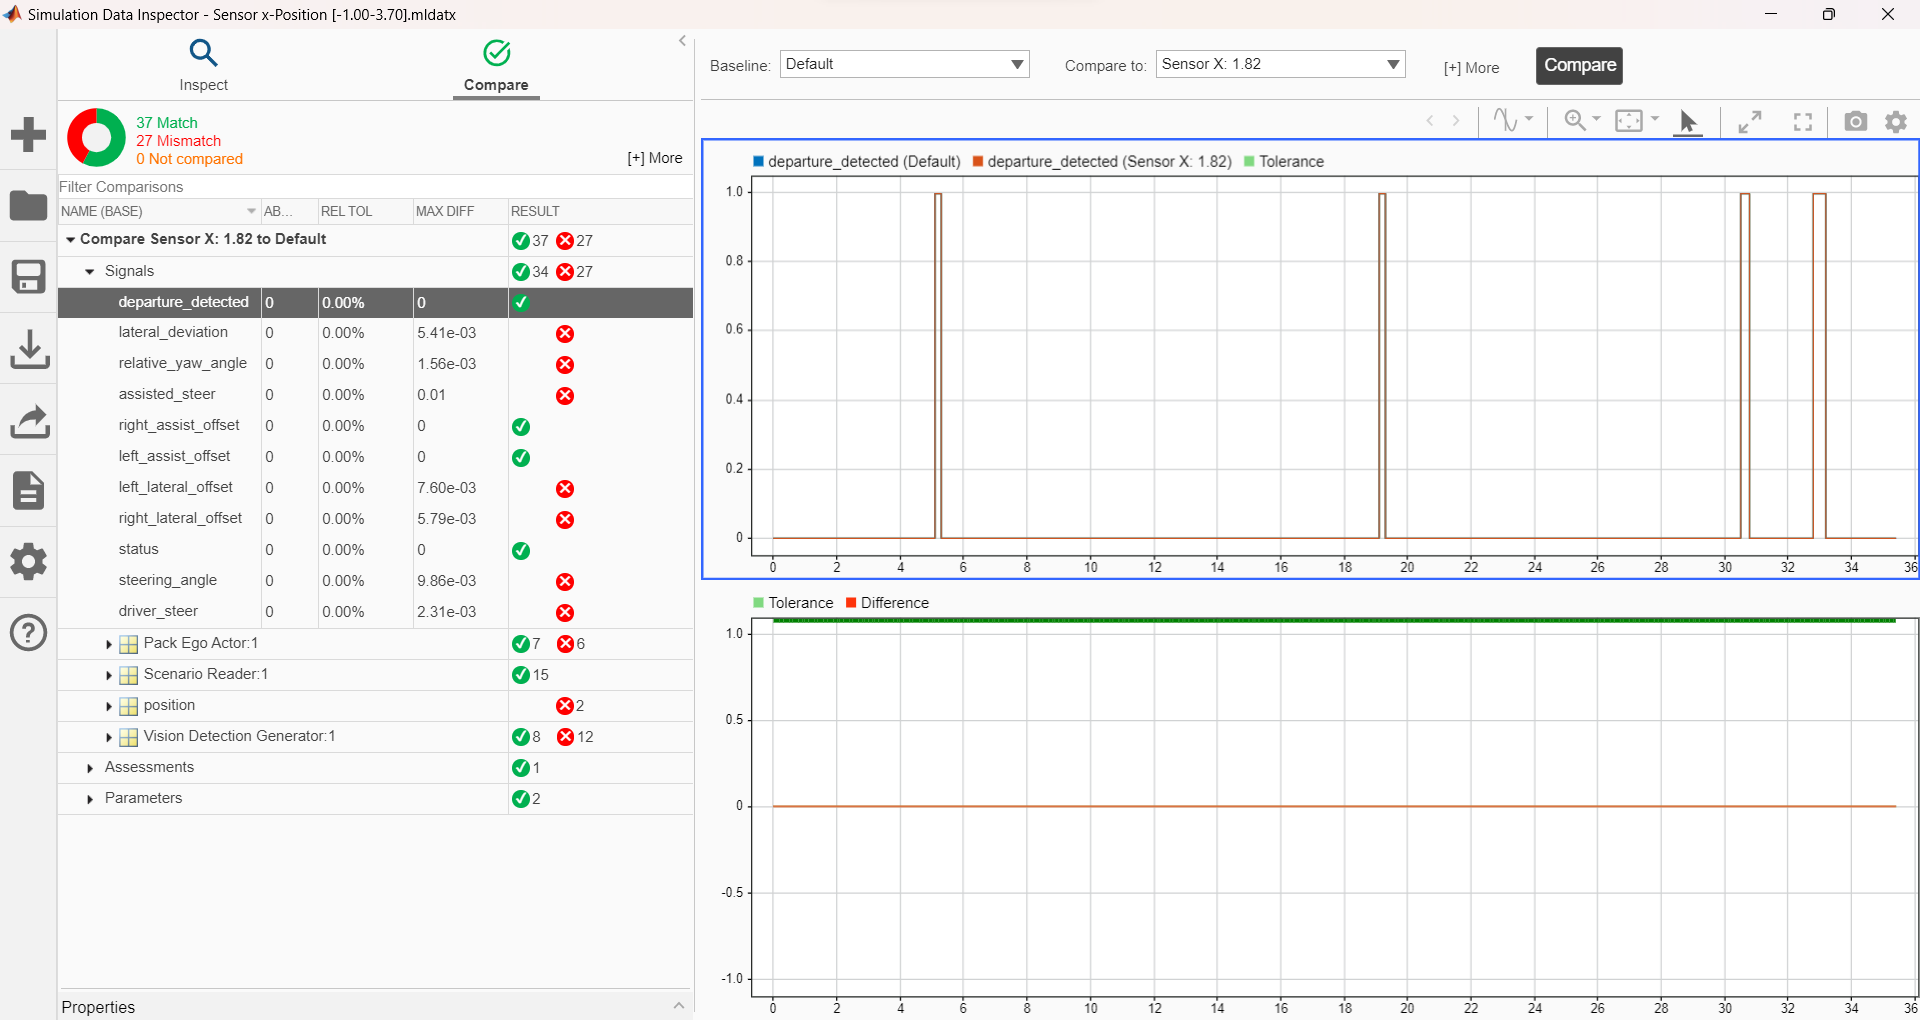 Simulation Data Inspector - Sensor x-Position [-1.00-3.70].mldatx
Inspect
Compare
37 Match
27 Mismatch
0 Not compared
[+] More
Filter Comparisons
NAME (BASE) AB... REL TOL MAX DIFF RESULT
Compare Sensor X: 1.82 to Default 37 27
Signals 34 27
departure_detected 0 0.00% 0
lateral_deviation 0 0.00% 5.41e-03
relative_yaw_angle 0 0.00% 1.56e-03
assisted_steer 0 0.00% 0.01
right_assist_offset 0 0.00% 0
left_assist_offset 0 0.00% 0
left_lateral_offset 0 0.00% 7.60e-03
right_lateral_offset 0 0.00% 5.79e-03
status 0 0.00% 0
steering_angle 0 0.00% 9.86e-03
driver_steer 0 0.00% 2.31e-03
Pack Ego Actor:1 7 6
Scenario Reader:1 15
position 2
Vision Detection Generator:1 8 12
Assessments 1
Parameters 2
Properties
Baseline: Default Compare to: Sensor X: 1.82 [+] More Compare
departure_detected (Default) departure_detected (Sensor X: 1.82) Tolerance
1.0
0.8
0.6
0.4
0.2
0
0 2 4 6 8 10 12 14 16 18 20 22 24 26 28 30 32 34 36
Tolerance Difference
1.0
0.5
0
-0.5
-1.0
0 2 4 6 8 10 12 14 16 18 20 22 24 26 28 30 32 34 36